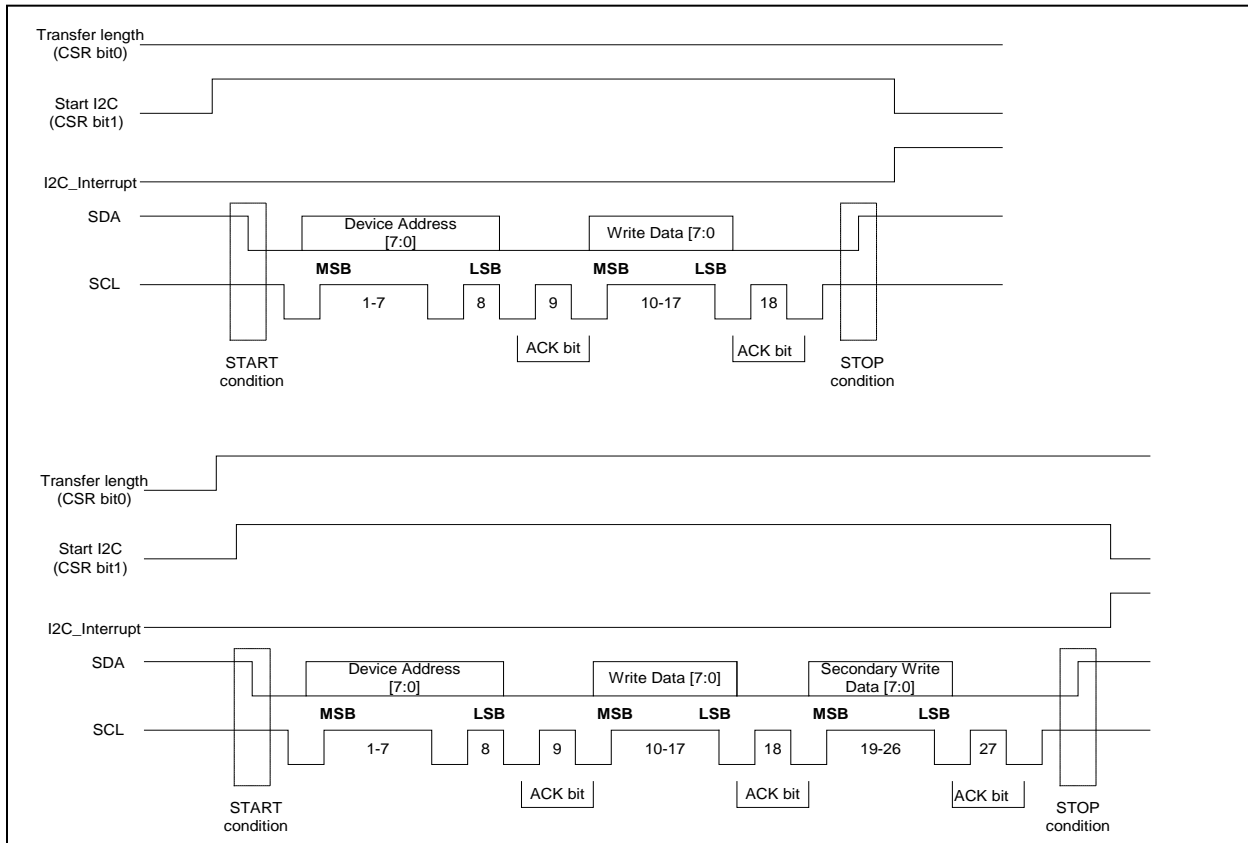 Transfer length
(CSR bit0)
Start I2C
(CSR bit1)
I2C_Interrupt
SDA
Device Address
[7:0]
Write Data [7:0
MSB
LSB
MSB
LSB
SCL
1-7
8
9
10-17
18
ACK bit
ACK bit
START
condition
STOP
condition
Transfer length
(CSR bit0)
Start I2C
(CSR bit1)
I2C_Interrupt
SDA
Device Address
[7:0]
Write Data [7:0]
Secondary Write
Data [7:0]
MSB
LSB
MSB
LSB
MSB
LSB
SCL
1-7
8
9
10-17
18
19-26
27
ACK bit
ACK bit
ACK bit
START
condition
STOP
condition